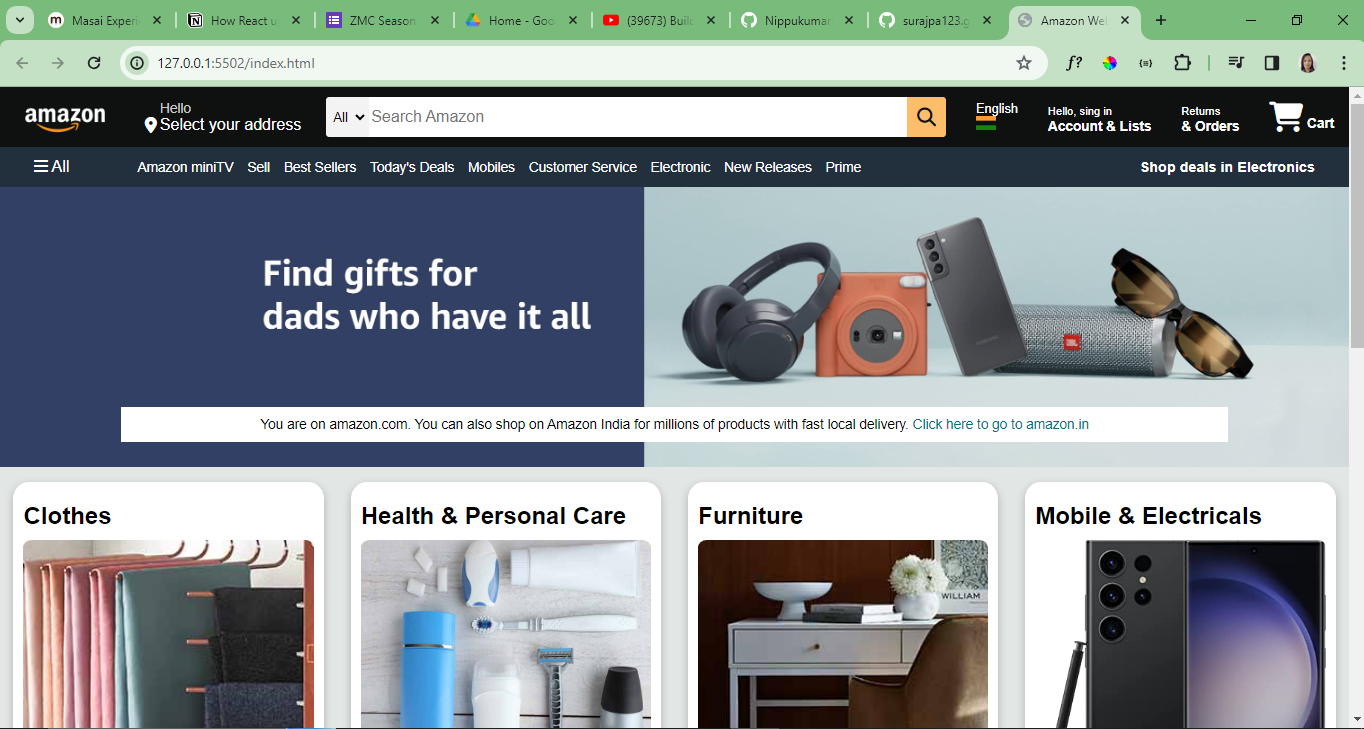 Masai Experi
How React u
ZMC Season
Home - Goo
(39673) Build
Nippukumar
surajpa123.g
Amazon Web
127.0.0.1:5502/index.html
f?
amazon
Hello
Select your address
All
Search Amazon
English
Hello, sing in
Account & Lists
Returns
& Orders
Cart
All
Amazon miniTV Sell Best Sellers Today's Deals Mobiles Customer Service Electronic New Releases Prime
Shop deals in Electronics
Find gifts for
dads who have it all
SAMSUNG
JBL
You are on amazon.com. You can also shop on Amazon India for millions of products with fast local delivery. Click here to go to amazon.in
Clothes
Health & Personal Care
Furniture
Mobile & Electricals
WILLIAM